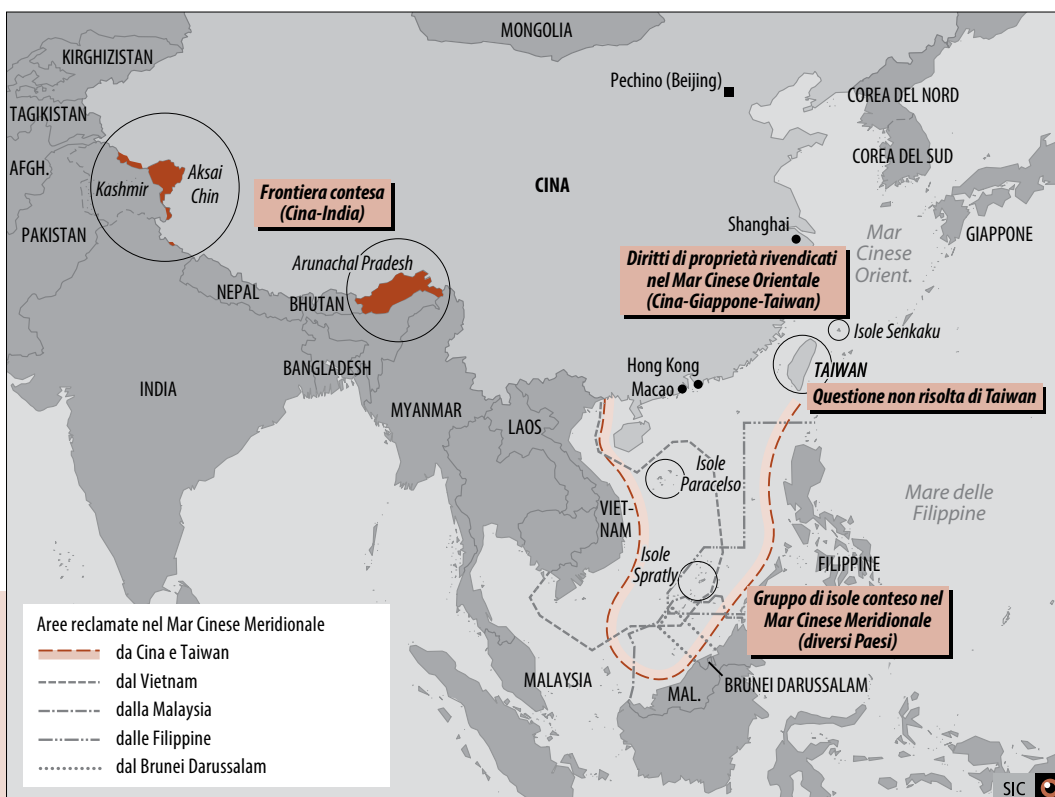 MONGOLIA
KIRGHIZISTAN
Pechino (Beijing)
COREA DEL NORD
TAGIKISTAN
COREA DEL SUD
AFGH.
Kashmir
Aksai
Chin
CINA
Frontiera contesa
(Cina-India)
PAKISTAN
Shanghai
Mar
Cinese
Orient.
GIAPPONE
Arunachal Pradesh
Diritti di proprietà rivendicati
nel Mar Cinese Orientale
(Cina-Giappone-Taiwan)
NEPAL
BHUTAN
Isole Senkaku
BANGLADESH
Hong Kong
Macao
TAIWAN
INDIA
MYANMAR
Questione non risolta di Taiwan
LAOS
Isole
Paracelso
Mare delle
Filippine
VIET-
NAM
Isole
Spratly
FILIPPINE
Gruppo di isole conteso nel
Mar Cinese Meridionale
(diversi Paesi)
MALAYSIA
MAL.
BRUNEI DARUSSALAM
Aree reclamate nel Mar Cinese Meridionale
da Cina e Taiwan
dal Vietnam
dalla Malaysia
dalle Filippine
dal Brunei Darussalam
SIC